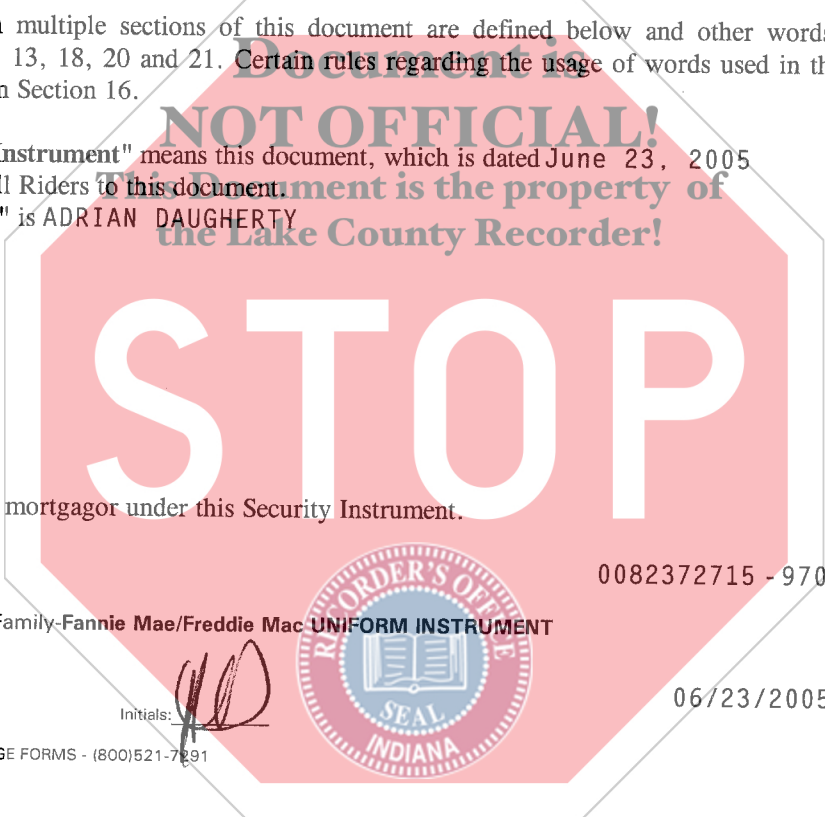 multiple sections of this document are defined below and other words
13, 18, 20 and 21. Certain rules regarding the usage of words used in th
n Section 16.
Document is
NOT OFFICIAL!
This Document is the property of
the Lake County Recorder!
Instrument" means this document, which is dated June 23, 2005
ll Riders to this document.
" is ADRIAN DAUGHERTY
STOP
mortgagor under this Security Instrument.
0082372715 - 970
Family-Fannie Mae/Freddie Mac UNIFORM INSTRUMENT
RECORDER'S OFFICE
SEAL
INDIANA
Initials:
06/23/2005
GE FORMS - (800)521-7291